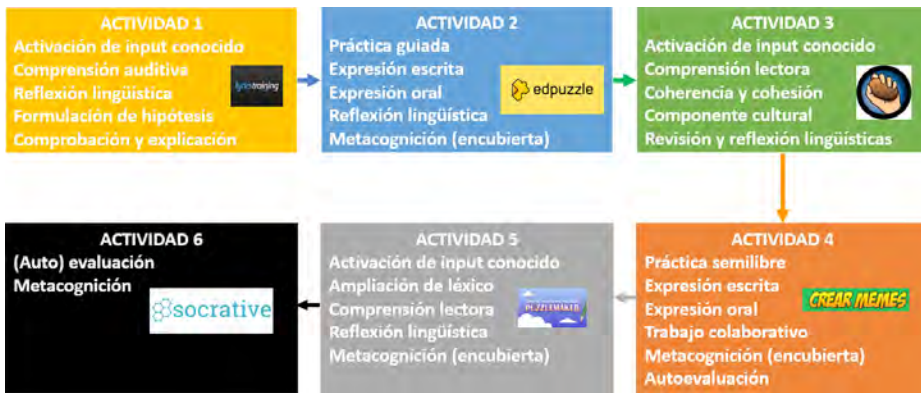 ACTIVIDAD 1
Activación de input conocido
Comprensión auditiva
Reflexión lingüística
Formulación de hipótesis
Comprobación y explicación
lyricstraining
ACTIVIDAD 2
Práctica guiada
Expresión escrita
Expresión oral
Reflexión lingüística
Metacognición (encubierta)
edpuzzle
ACTIVIDAD 3
Activación de input conocido
Comprensión lectora
Coherencia y cohesión
Componente cultural
Revisión y reflexión lingüísticas
ACTIVIDAD 4
Práctica semilibre
Expresión escrita
Expresión oral
Trabajo colaborativo
Metacognición (encubierta)
Autoevaluación
CREAR MEMES
ACTIVIDAD 5
Activación de input conocido
Ampliación de léxico
Comprensión lectora
Reflexión lingüística
Metacognición (encubierta)
PUZZLEMAKER
ACTIVIDAD 6
(Auto) evaluación
Metacognición
socrative